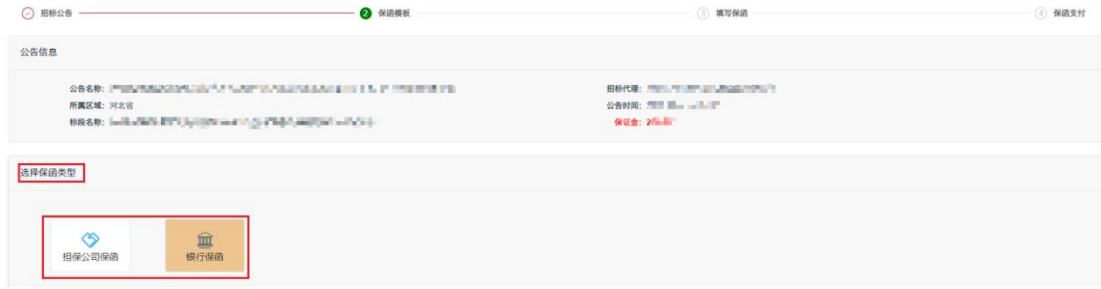 招标公告
2 保函模板
3 填写保函
4 保函支付
公告信息
公告名称:
招标代理:
所属区域: 河北省
公告时间:
标段名称:
保证金: 2
选择保函类型
担保公司保函
银行保函